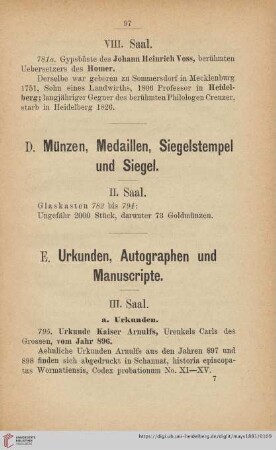 97
VIII. Saal.
781a. Gypsbüste des Johann Heinrich Voss, berühmten
Uebersetzers des Homer.
Derselbe war geboren zu Sommersdorf in Mecklenburg
1751, Sohn eines Landwirths, 1806 Professor in Heidel-
berg; langjähriger Gegner des berühmten Philologen Creuzer,
starb in Heidelberg 1826.
D. Münzen, Medaillen, Siegelstempel
und Siegel.
II. Saal.
Glaskasten 782 bis 794:
Ungefähr 2000 Stück, darunter 73 Goldmünzen.
E. Urkunden, Autographen und
Manuscripte.
III. Saal.
a. Urkunden.
795. Urkunde Kaiser Arnulfs, Urenkels Carls des
Grossen, vom Jahr 896.
Aehnliche Urkunden Arnulfs aus den Jahren 897 und
898 finden sich abgedruckt in Schannat, historia episcopa-
tus Wormatiensis, Codex probationum No. XI—XV.
7